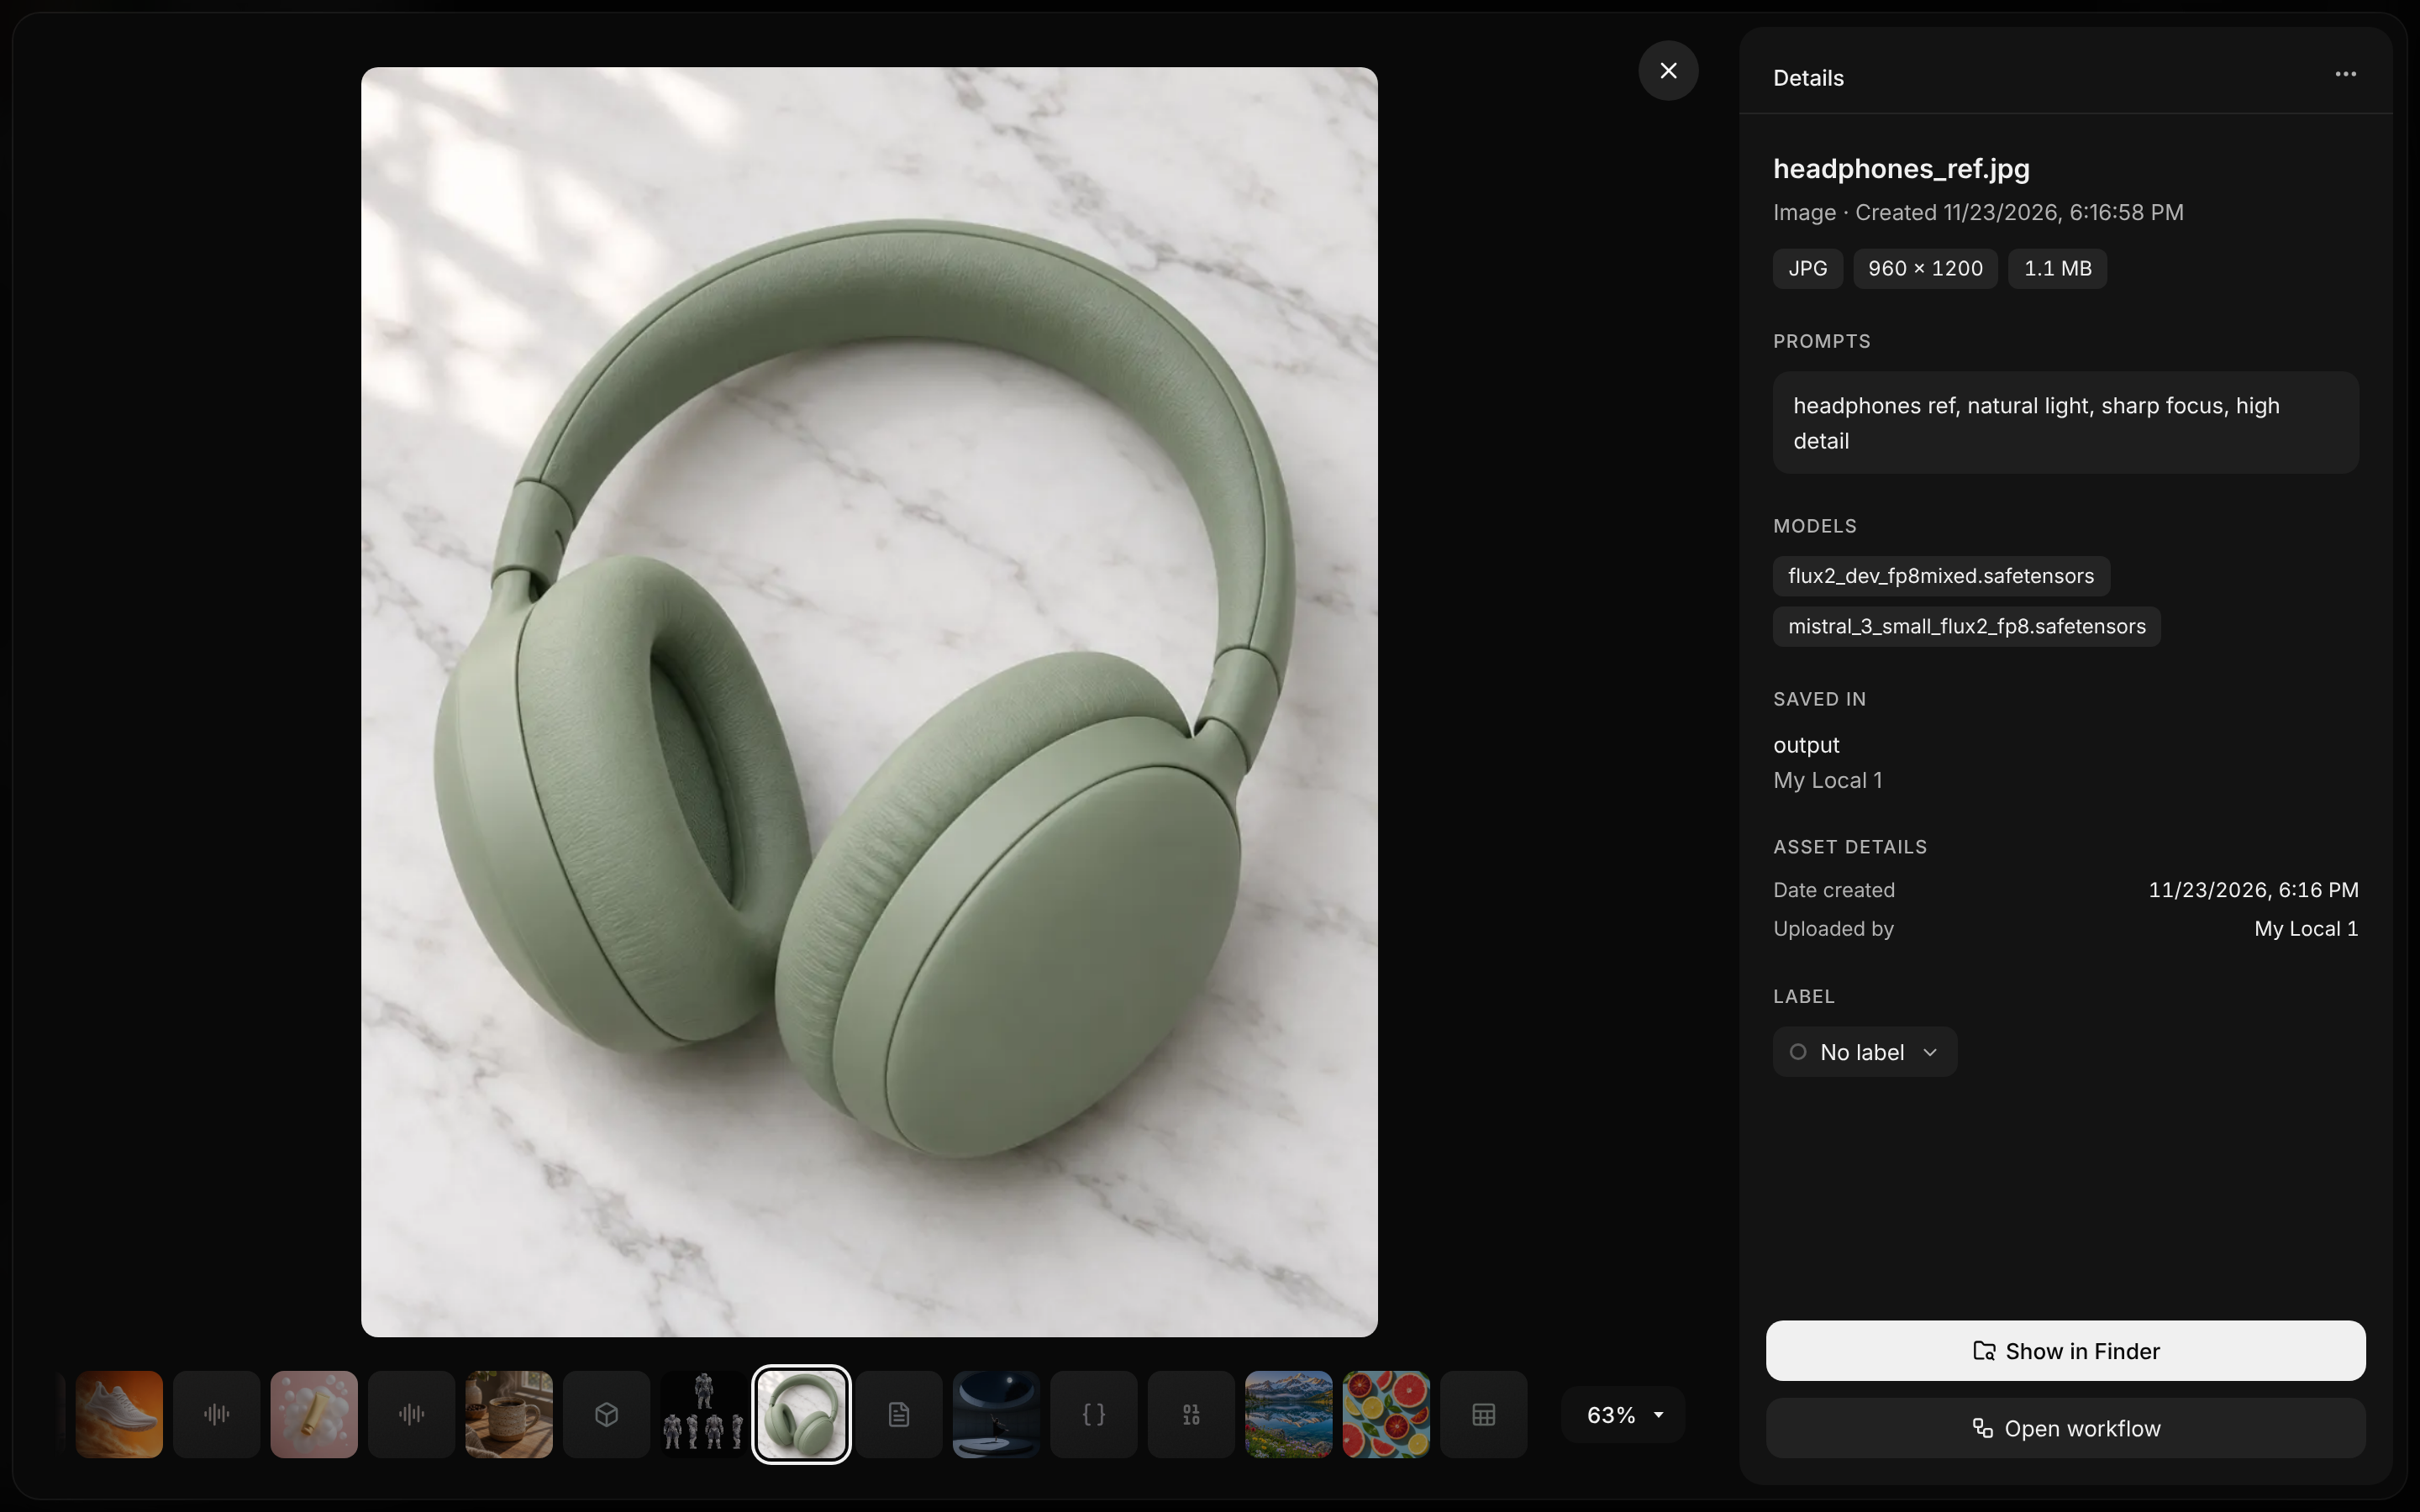 Details
headphones_ref.jpg
Image · Created 11/23/2026, 6:16:58 PM
JPG
960 × 1200
1.1 MB
PROMPTS
headphones ref, natural light, sharp focus, high
detail
MODELS
flux2_dev_fp8mixed.safetensors
mistral_3_small_flux2_fp8.safetensors
SAVED IN
output
My Local 1
ASSET DETAILS
Date created 11/23/2026, 6:16 PM
Uploaded by My Local 1
LABEL
No label
Show in Finder
Open workflow
{ }
01
10
63%